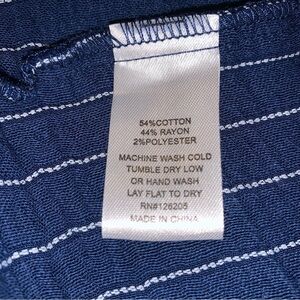 54%COTTON
44% RAYON
2%POLYESTER
MACHINE WASH COLD
TUMBLE DRY LOW
OR HAND WASH
LAY FLAT TO DRY
RN#126205
MADE IN CHINA